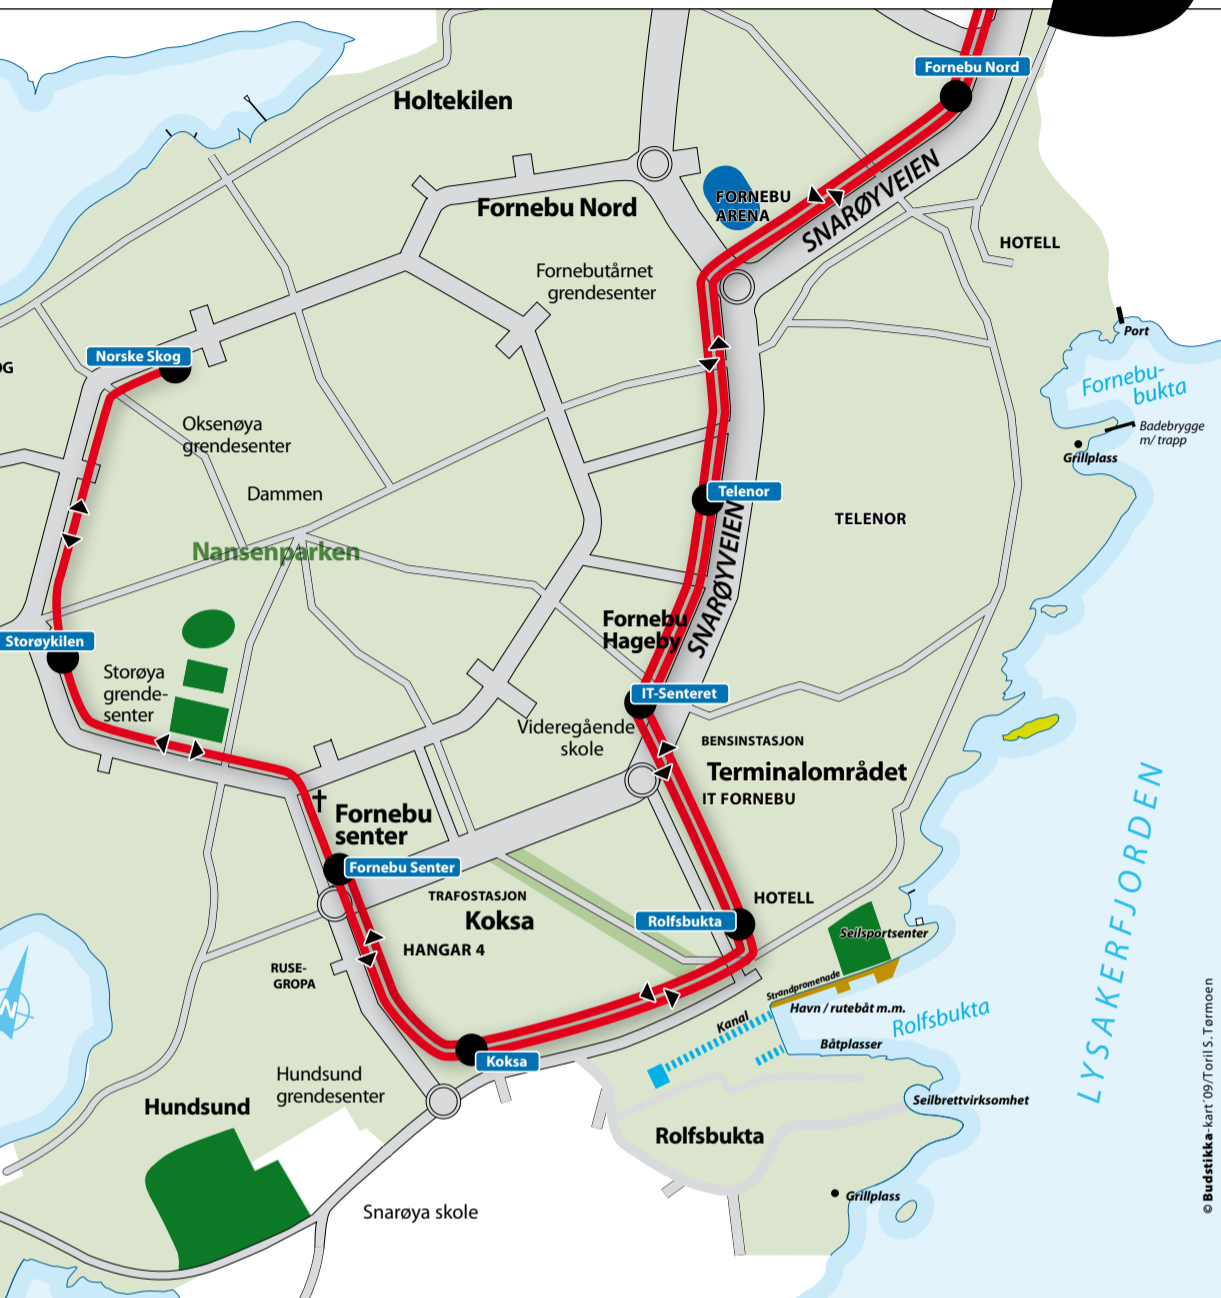 Fornebu Nord
Holtekilen
FORNEBU
ARENA
SNARØYVEIEN
Fornebu Nord
HOTELL
Fornebutårnet
grendesenter
Port
Norske Skog
OG
Fornebu-
bukta
Badebrygge
m/ trapp
Grillplass
Oksenøya
grendesenter
Dammen
Telenor
TELENOR
SNARØYVEIEN
Nansenparken
Fornebu
Hageby
Storøykilen
Storøya
grende-
senter
IT-Senteret
Videregående
skole
BENSINSTASJON
Terminalområdet
IT FORNEBU
LYSAKERFJORDEN
Fornebu
senter
Fornebu Senter
TRAFOSTASJON
Koksa
HANGAR 4
HOTELL
Rolfsbukta
Seilsportsenter
RUSE-
GROPA
Strandpromenade
Havn / rutebåt m.m.
Rolfsbukta
Kanal
Båtplasser
N
Koksa
Hundsund
grendesenter
Hundsund
Seilbrettvirksomhet
Rolfsbukta
Grillplass
Snarøya skole
© Budstikka-kart´09/Toril S. Tørmoen